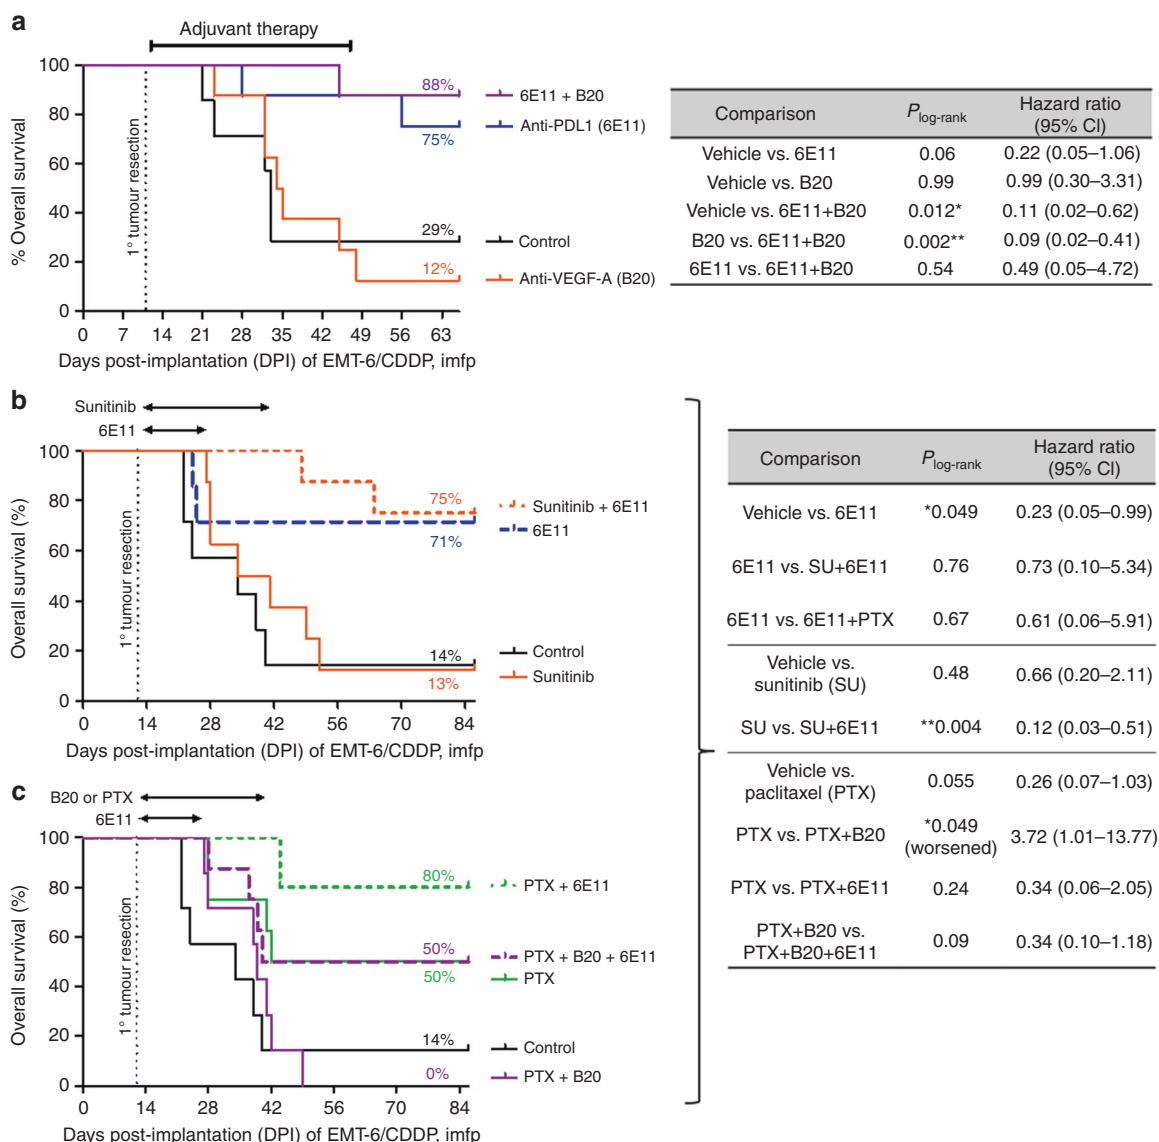 a
Adjuvant therapy
% Overall survival
100
80
60
40
20
0
1° tumour resection
88%
75%
29%
12%
6E11 + B20
Anti-PDL1 (6E11)
Control
Anti-VEGF-A (B20)
0 7 14 21 28 35 42 49 56 63
Days post-implantation (DPI) of EMT-6/CDDP, imfp
Comparison P log-rank Hazard ratio (95% CI)
Vehicle vs. 6E11 0.06 0.22 (0.05–1.06)
Vehicle vs. B20 0.99 0.99 (0.30–3.31)
Vehicle vs. 6E11+B20 0.012* 0.11 (0.02–0.62)
B20 vs. 6E11+B20 0.002** 0.09 (0.02–0.41)
6E11 vs. 6E11+B20 0.54 0.49 (0.05–4.72)
b
Sunitinib
6E11
Overall survival (%)
100
80
60
40
20
0
1° tumour resection
75%
71%
14%
13%
Sunitinib + 6E11
6E11
Control
Sunitinib
0 14 28 42 56 70 84
Days post-implantation (DPI) of EMT-6/CDDP, imfp
c
B20 or PTX
6E11
Overall survival (%)
100
80
60
40
20
0
1° tumour resection
80%
50%
50%
14%
0%
PTX + 6E11
PTX + B20 + 6E11
PTX
Control
PTX + B20
0 14 28 42 56 70 84
Days post-implantation (DPI) of EMT-6/CDDP, imfp
Comparison P log-rank Hazard ratio (95% CI)
Vehicle vs. 6E11 *0.049 0.23 (0.05–0.99)
6E11 vs. SU+6E11 0.76 0.73 (0.10–5.34)
6E11 vs. 6E11+PTX 0.67 0.61 (0.06–5.91)
Vehicle vs.
sunitinib (SU) 0.48 0.66 (0.20–2.11)
SU vs. SU+6E11 **0.004 0.12 (0.03–0.51)
Vehicle vs.
paclitaxel (PTX) 0.055 0.26 (0.07–1.03)
PTX vs. PTX+B20 *0.049
(worsened) 3.72 (1.01–13.77)
PTX vs. PTX+6E11 0.24 0.34 (0.06–2.05)
PTX+B20 vs.
PTX+B20+6E11 0.09 0.34 (0.10–1.18)